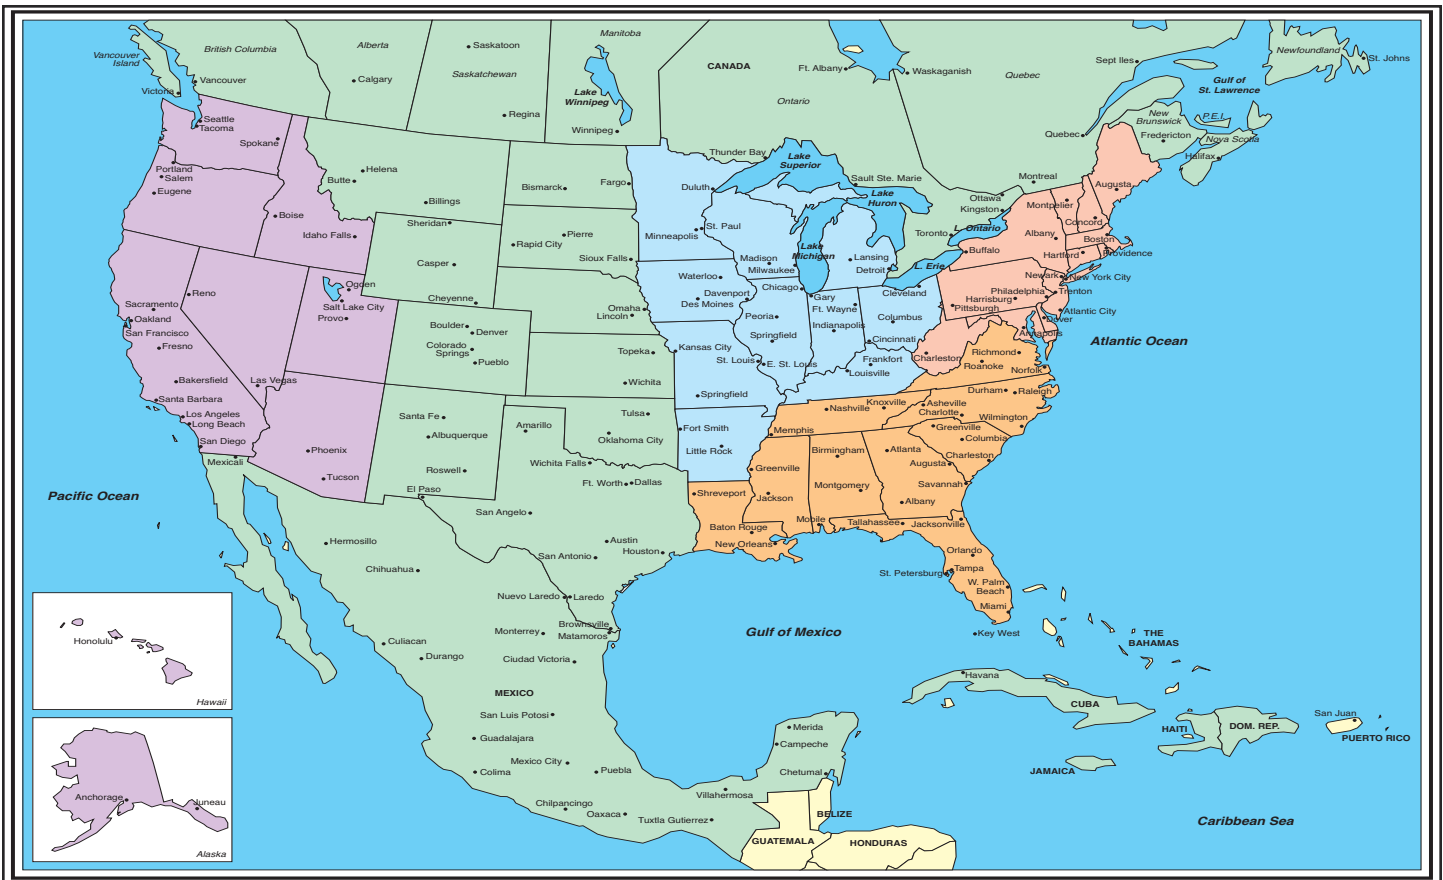 Vancouver
Island
British Columbia
Alberta
Saskatoon
Saskatchewan
Manitoba
CANADA
Ft. Albany
Waskaganish
Quebec
Sept Iles
Newfoundland
St. Johns
Gulf of
St. Lawrence
Victoria
Vancouver
Calgary
Regina
Lake
Winnipeg
Winnipeg
Ontario
Quebec
New
Brunswick
Fredericton
P.E.I.
Nova Scotia
Halifax
Seattle
Tacoma
Spokane
Portland
Salem
Eugene
Helena
Butte
Billings
Boise
Idaho Falls
Sheridan
Casper
Cheyenne
Bismarck
Fargo
Pierre
Rapid City
Sioux Falls
Thunder Bay
Duluth
Lake
Superior
Sault Ste. Marie
Lake
Huron
Minneapolis
St. Paul
Lake
Michigan
Madison
Milwaukee
Lansing
Detroit
Toronto
L. Ontario
L. Erie
Ottawa
Kingston
Montreal
Augusta
Montpelier
Concord
Albany
Boston
Buffalo
Hartford
Providence
Newark
New York City
Philadelphia
Trenton
Harrisburg
Pittsburgh
Atlantic City
Dover
Annapolis
Reno
Ogden
Salt Lake City
Provo
Sacramento
Oakland
San Francisco
Fresno
Bakersfield
Las Vegas
Santa Barbara
Los Angeles
Long Beach
San Diego
Mexicali
Phoenix
Tucson
Boulder
Denver
Colorado
Springs
Pueblo
Omaha
Lincoln
Topeka
Wichita
Waterloo
Davenport
Des Moines
Chicago
Gary
Ft. Wayne
Cleveland
Peoria
Indianapolis
Columbus
Springfield
Cincinnati
Kansas City
St. Louis
E. St. Louis
Frankfort
Louisville
Charleston
Richmond
Roanoke
Norfolk
Springfield
Santa Fe
Albuquerque
Roswell
El Paso
Amarillo
Tulsa
Oklahoma City
Wichita Falls
Ft. Worth
Dallas
San Angelo
Austin
Houston
San Antonio
Fort Smith
Little Rock
Nashville
Knoxville
Memphis
Asheville
Charlotte
Durham
Raleigh
Wilmington
Greenville
Columbia
Charleston
Birmingham
Atlanta
Augusta
Savannah
Greenville
Jackson
Montgomery
Albany
Shreveport
Baton Rouge
New Orleans
Mobile
Tallahassee
Jacksonville
Orlando
Tampa
St. Petersburg
W. Palm
Beach
Miami
Key West
Atlantic Ocean
Pacific Ocean
Gulf of Mexico
Caribbean Sea
Hermosillo
Chihuahua
Nuevo Laredo
Laredo
Brownsville
Matamoros
Monterrey
Culiacan
Durango
Ciudad Victoria
MEXICO
San Luis Potosi
Guadalajara
Mexico City
Colima
Puebla
Chilpancingo
Oaxaca
Tuxtla Gutierrez
Villahermosa
Merida
Campeche
Chetumal
BELIZE
GUATEMALA
HONDURAS
Havana
CUBA
THE
BAHAMAS
HAITI
DOM. REP.
JAMAICA
San Juan
PUERTO RICO
Honolulu
Hawaii
Anchorage
Juneau
Alaska